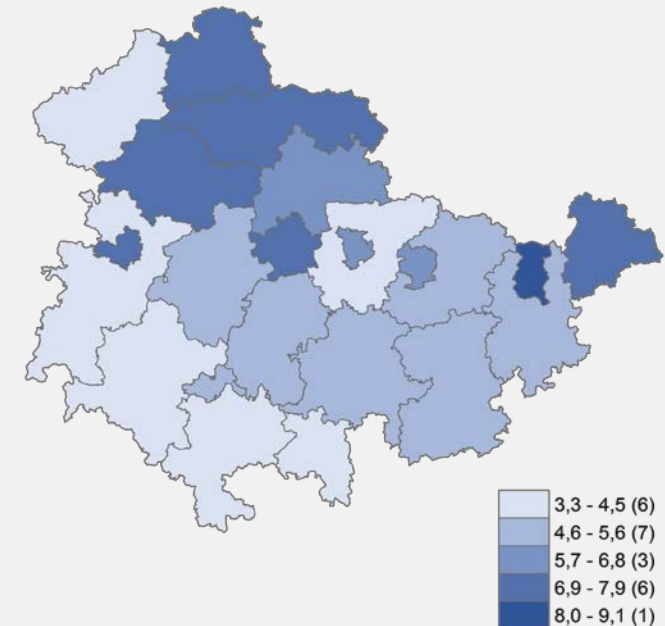 3,3 - 4,5 (6)
4,6 - 5,6 (7)
5,7 - 6,8 (3)
6,9 - 7,9 (6)
8,0 - 9,1 (1)